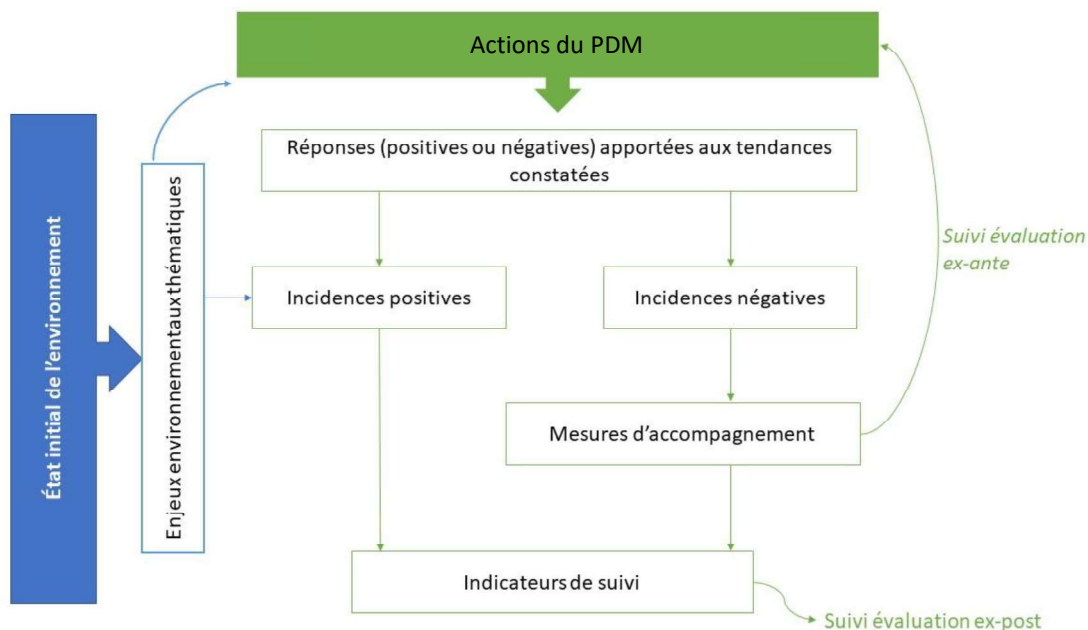 Actions du PDM
Réponses (positives ou négatives) apportées aux tendances
constatées
État initial de l'environnement
Enjeux environnementaux thématiques
Suivi évaluation
ex-ante
Incidences positives
Incidences négatives
Mesures d'accompagnement
Indicateurs de suivi
Suivi évaluation ex-post